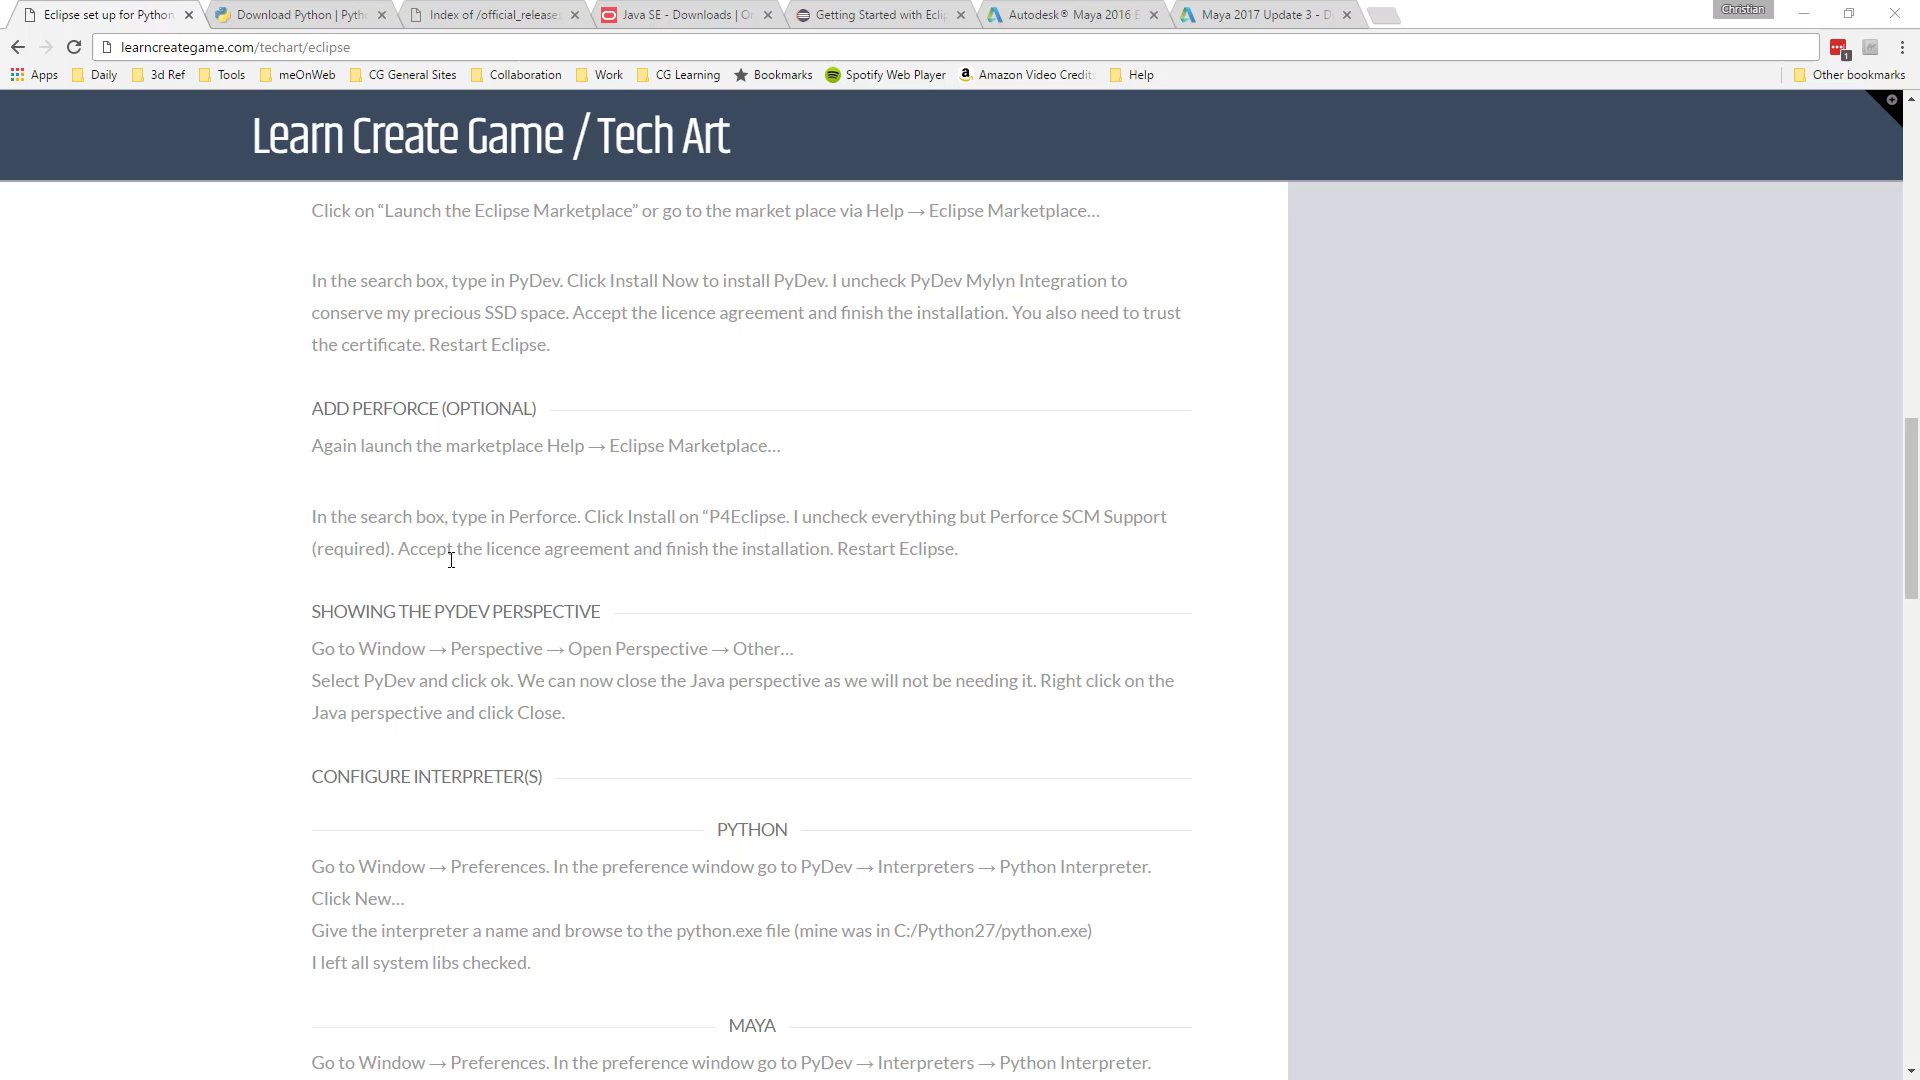 Eclipse set up for Python
Download Python | Pyth
Index of /official_release
Java SE - Downloads | Or
Getting Started with Ecli
Autodesk® Maya 2016 E
Maya 2017 Update 3 - D
Christian
learncreategame.com/techart/eclipse
1
Apps
Daily
3d Ref
Tools
meOnWeb
CG General Sites
Collaboration
Work
CG Learning
Bookmarks
Spotify Web Player
Amazon Video Credits
Help
Other bookmarks
Learn Create Game / Tech Art
Click on “Launch the Eclipse Marketplace” or go to the market place via Help → Eclipse Marketplace…
In the search box, type in PyDev. Click Install Now to install PyDev. I uncheck PyDev Mylyn Integration to
conserve my precious SSD space. Accept the licence agreement and finish the installation. You also need to trust
the certificate. Restart Eclipse.
ADD PERFORCE (OPTIONAL)
Again launch the marketplace Help → Eclipse Marketplace…
In the search box, type in Perforce. Click Install on “P4Eclipse. I uncheck everything but Perforce SCM Support
(required). Accept the licence agreement and finish the installation. Restart Eclipse.
SHOWING THE PYDEV PERSPECTIVE
Go to Window → Perspective → Open Perspective → Other…
Select PyDev and click ok. We can now close the Java perspective as we will not be needing it. Right click on the
Java perspective and click Close.
CONFIGURE INTERPRETER(S)
PYTHON
Go to Window → Preferences. In the preference window go to PyDev → Interpreters → Python Interpreter.
Click New…
Give the interpreter a name and browse to the python.exe file (mine was in C:/Python27/python.exe)
I left all system libs checked.
MAYA
Go to Window → Preferences. In the preference window go to PyDev → Interpreters → Python Interpreter.